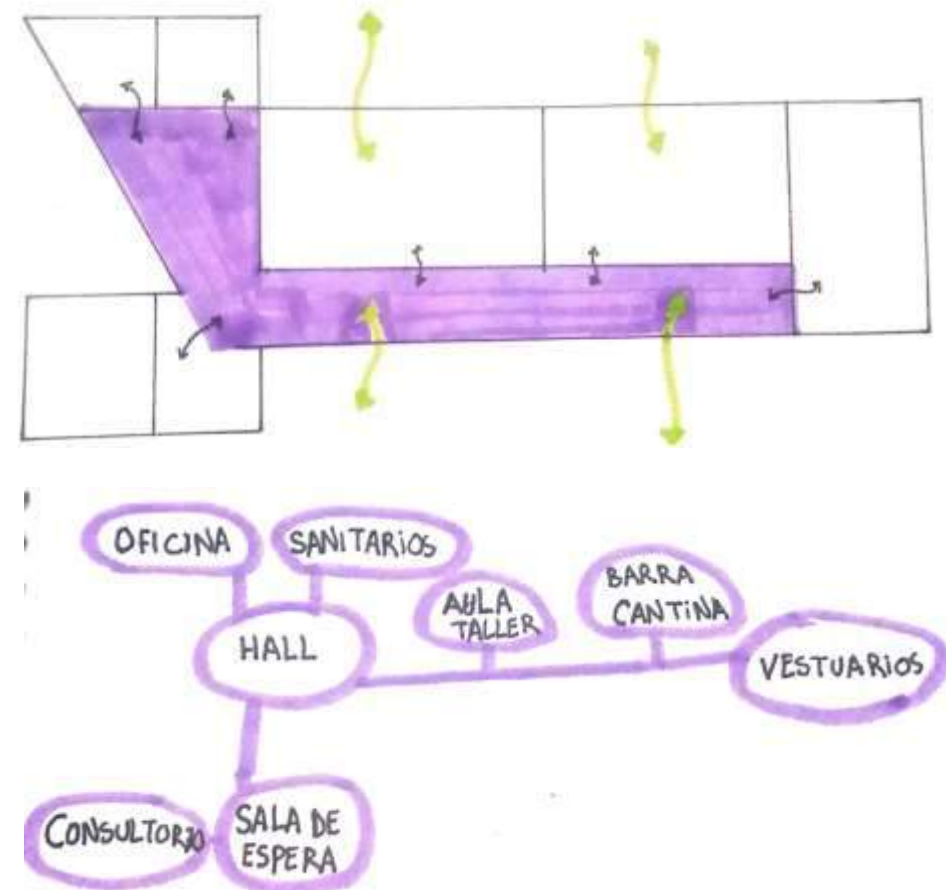 OFICINA
SANITARIOS
HALL
AULA
TALLER
BARRA
CANTINA
VESTUARIOS
CONSULTORIO
SALA DE
ESPERA